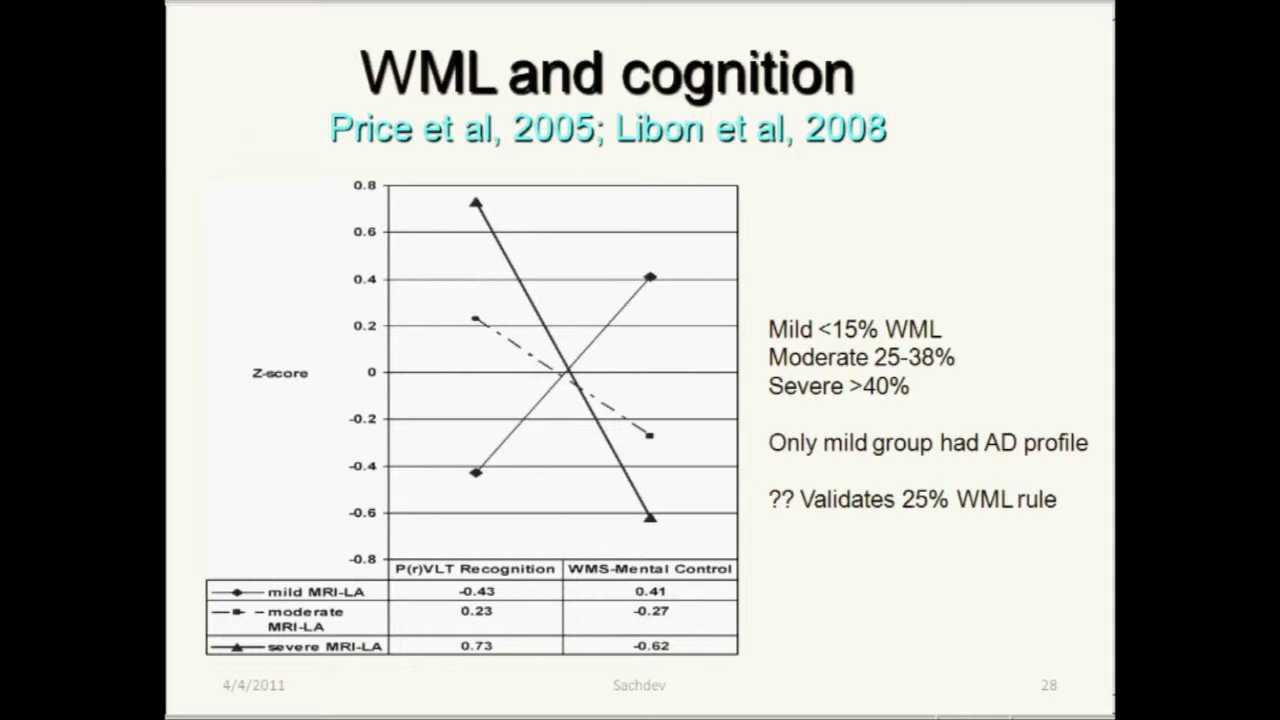 WML and cognition
Price et al, 2005; Libon et al, 2008
0.8
0.6
0.4
0.2
0
-0.2
-0.4
-0.6
-0.8
Z-score
P(r)VLT Recognition WMS-Mental Control
mild MRI-LA -0.43 0.41
moderate MRI-LA 0.23 -0.27
severe MRI-LA 0.73 -0.62
Mild <15% WML
Moderate 25-38%
Severe >40%
Only mild group had AD profile
?? Validates 25% WML rule
4/4/2011 Sachdev 28